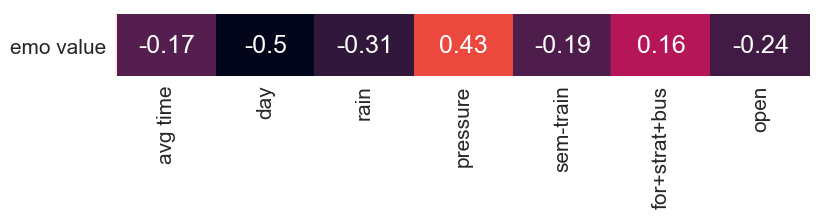 emo value
-0.17 -0.5 -0.31 0.43 -0.19 0.16 -0.24
avg time
day
rain
pressure
sem-train
for+strat+bus
open